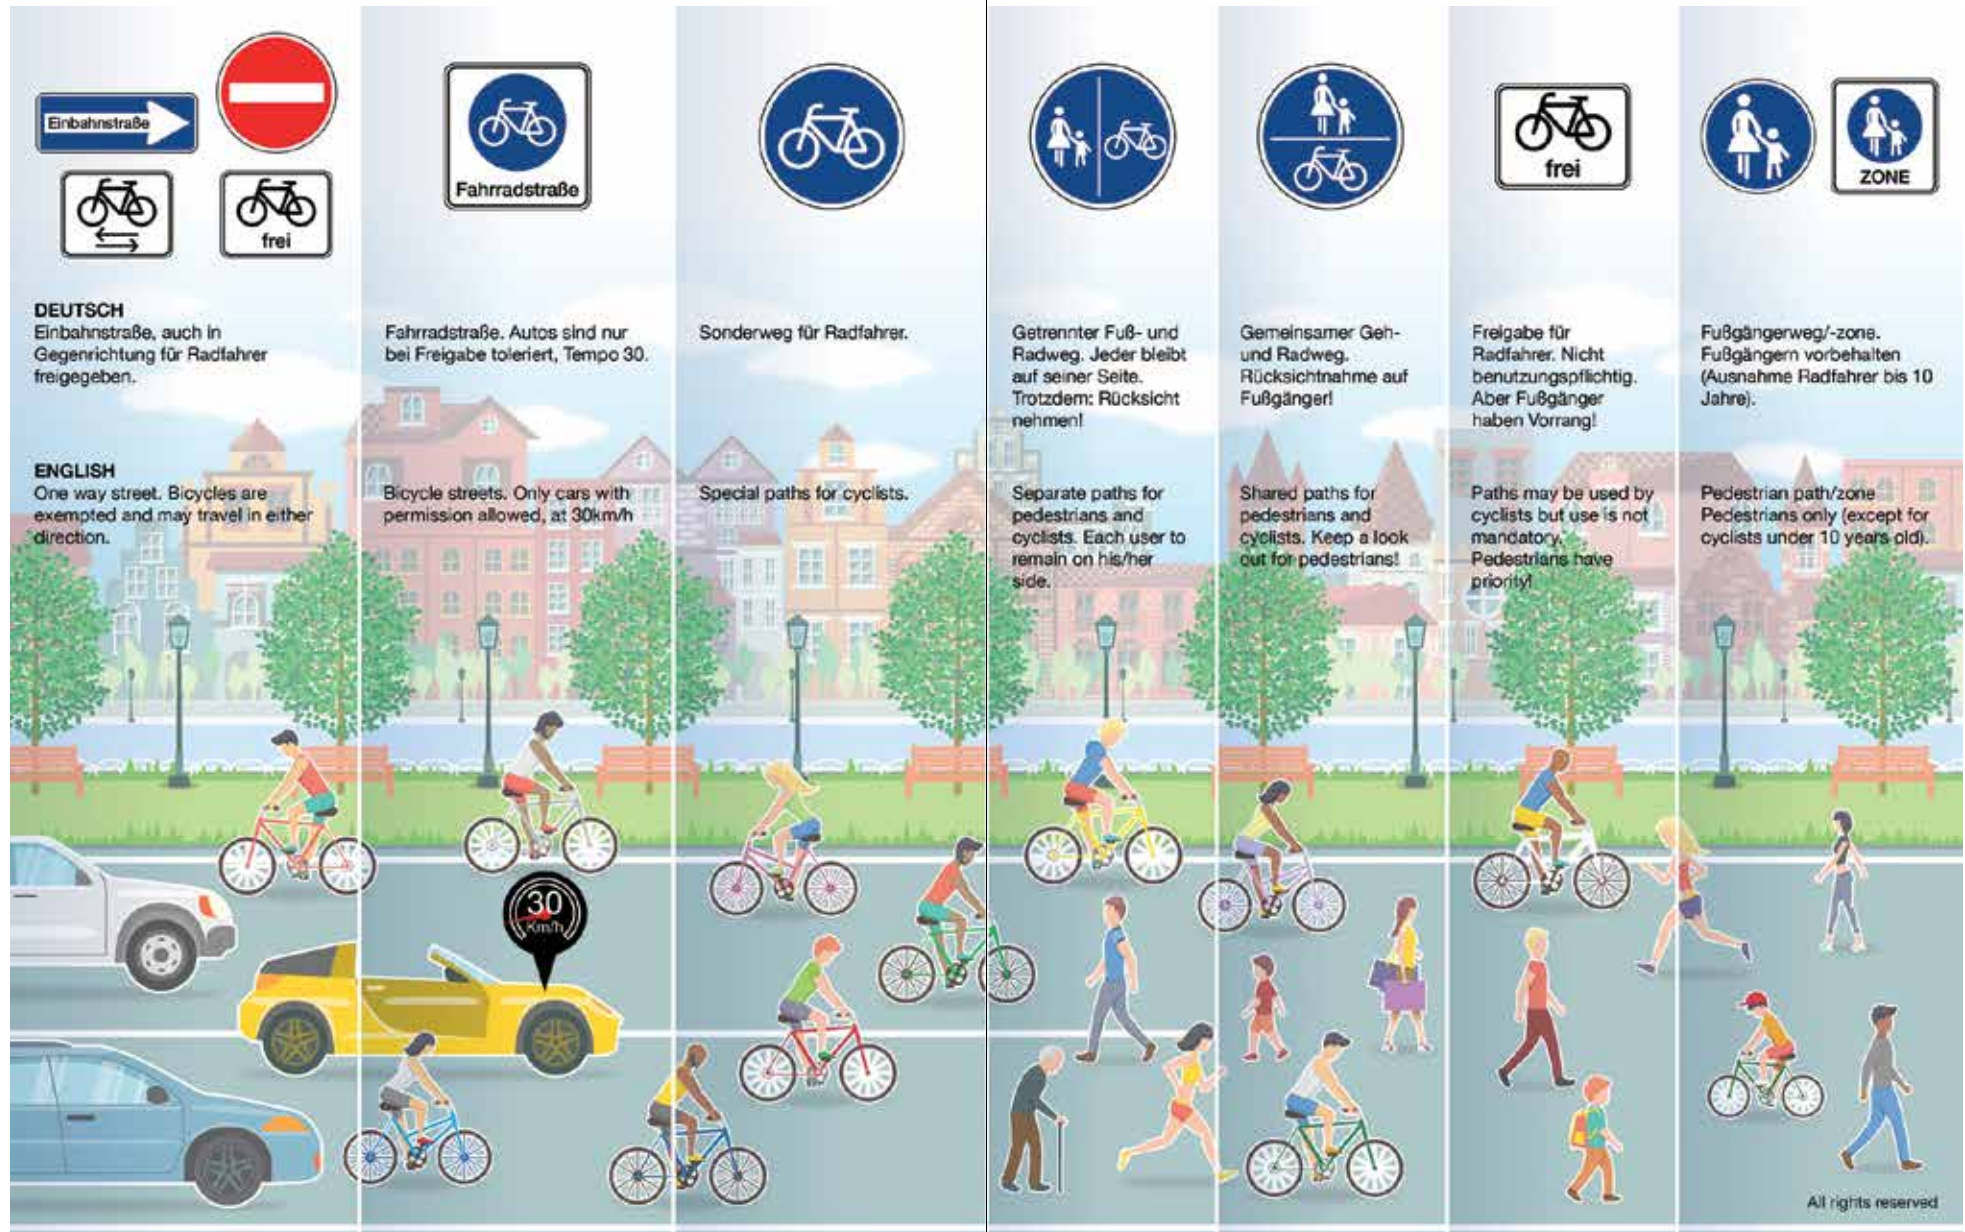 Einbahnstraße
frei
Fahrradstraße
frei
ZONE
DEUTSCH
Einbahnstraße, auch in
Gegenrichtung für Radfahrer
freigegeben.
Fahrradstraße. Autos sind nur
bei Freigabe toleriert, Tempo 30.
Sonderweg für Radfahrer.
Getrennter Fuß- und
Radweg. Jeder bleibt
auf seiner Seite.
Trotzdem: Rücksicht
nehmen!
Gemeinsamer Geh-
und Radweg.
Rücksichtnahme auf
Fußgänger!
Freigabe für
Radfahrer. Nicht
benutzungspflichtig.
Aber Fußgänger
haben Vorrang!
Fußgängerweg/-zone.
Fußgängern vorbehalten
(Ausnahme Radfahrer bis 10
Jahre).
ENGLISH
One way street. Bicycles are
exempted and may travel in either
direction.
Bicycle streets. Only cars with
permission allowed, at 30km/h
Special paths for cyclists.
Separate paths for
pedestrians and
cyclists. Each user to
remain on his/her
side.
Shared paths for
pedestrians and
cyclists. Keep a look
out for pedestrians!
Paths may be used by
cyclists but use is not
mandatory.
Pedestrians have
priority!
Pedestrian path/zone
Pedestrians only (except for
cyclists under 10 years old).
30
Km/h
All rights reserved